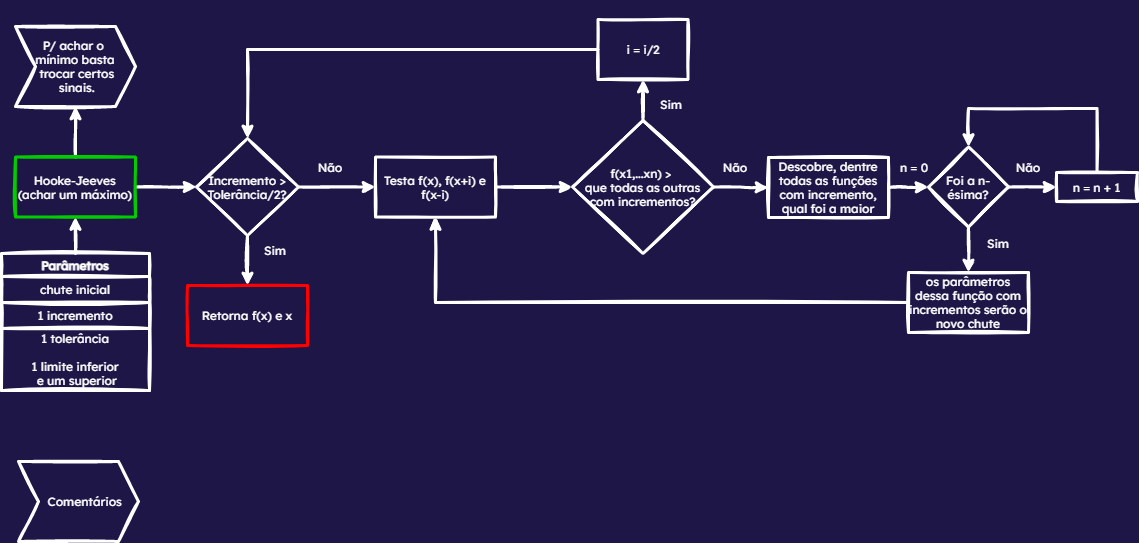 P/ achar o
mínimo basta
trocar certos
sinais.
Hooke-Jeeves
(achar um máximo)
Parâmetros
chute inicial
1 incremento
1 tolerância
1 limite inferior
e um superior
Incremento >
Tolerância/2?
Sim
Retorna f(x) e x
Não
Testa f(x), f(x+i) e
f(x-i)
f(x1,...xn) >
que todas as outras
com incrementos?
Sim
i = i/2
Não
Descobre, dentre
todas as funções
com incremento,
qual foi a maior
n = 0
Foi a n-
ésima?
Não
n = n + 1
Sim
os parâmetros
dessa função com
incrementos serão o
novo chute
Comentários